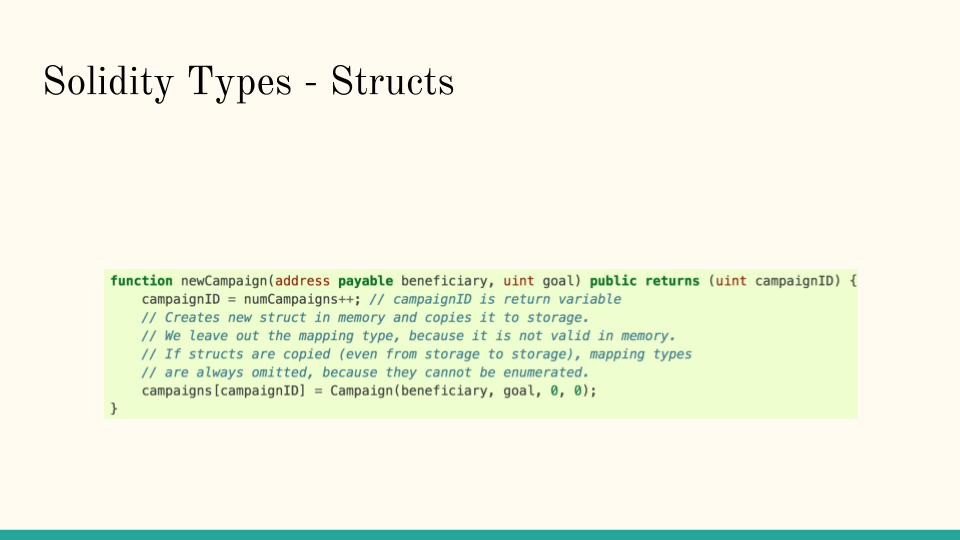 Solidity Types - Structs
function newCampaign(address payable beneficiary, uint goal) public returns (uint campaignID) {
    campaignID = numCampaigns++; // campaignID is return variable
    // Creates new struct in memory and copies it to storage.
    // We leave out the mapping type, because it is not valid in memory.
    // If structs are copied (even from storage to storage), mapping types
    // are always omitted, because they cannot be enumerated.
    campaigns[campaignID] = Campaign(beneficiary, goal, 0, 0);
}